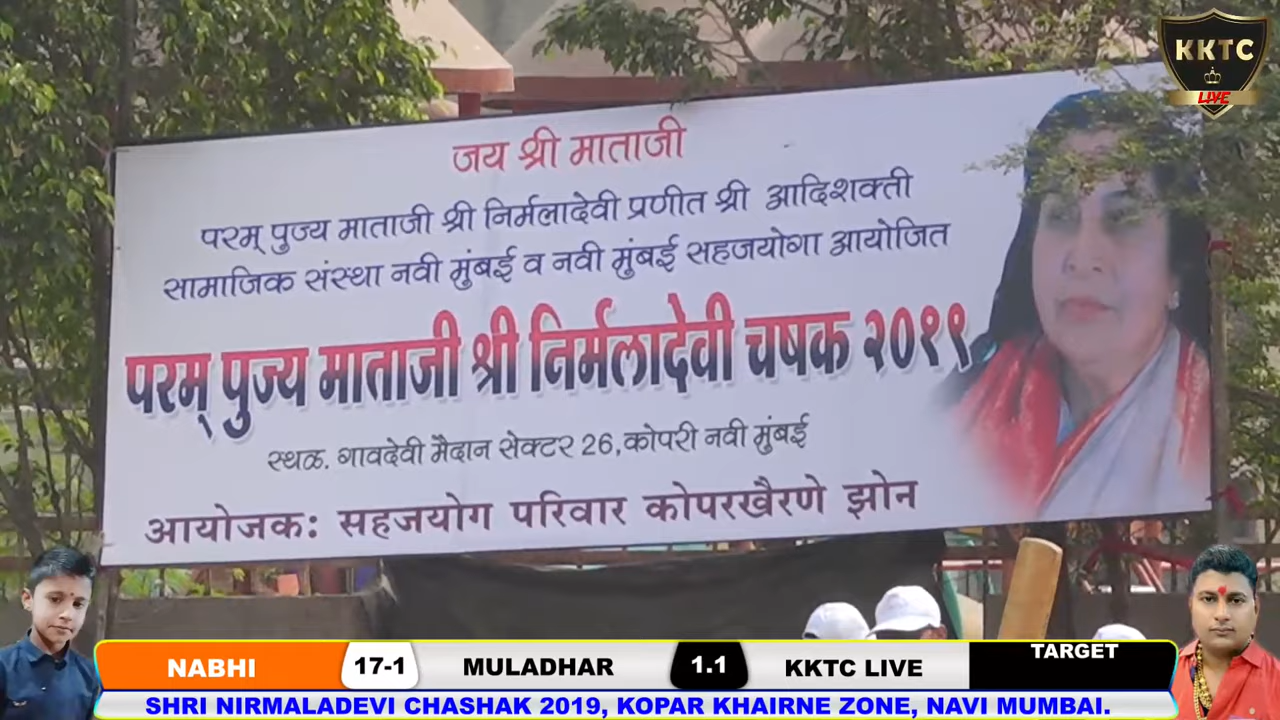 KKTC
LIVE
जय श्री माताजी
परम् पुज्य माताजी श्री निर्मलादेवी प्रणीत श्री आदिशक्ती
सामाजिक संस्था नवी मुंबई व नवी मुंबई सहजयोगा आयोजित
परम् पुज्य माताजी श्री निर्मलादेवी चषक २०१९
स्थळ. गावदेवी मैदान सेक्टर 26,कोपरी नवी मुंबई
आयोजक: सहजयोग परिवार कोपरखैरणे झोन
NABHI 17-1 MULADHAR 1.1 KKTC LIVE TARGET
SHRI NIRMALADEVI CHASHAK 2019, KOPAR KHAIRNE ZONE, NAVI MUMBAI.